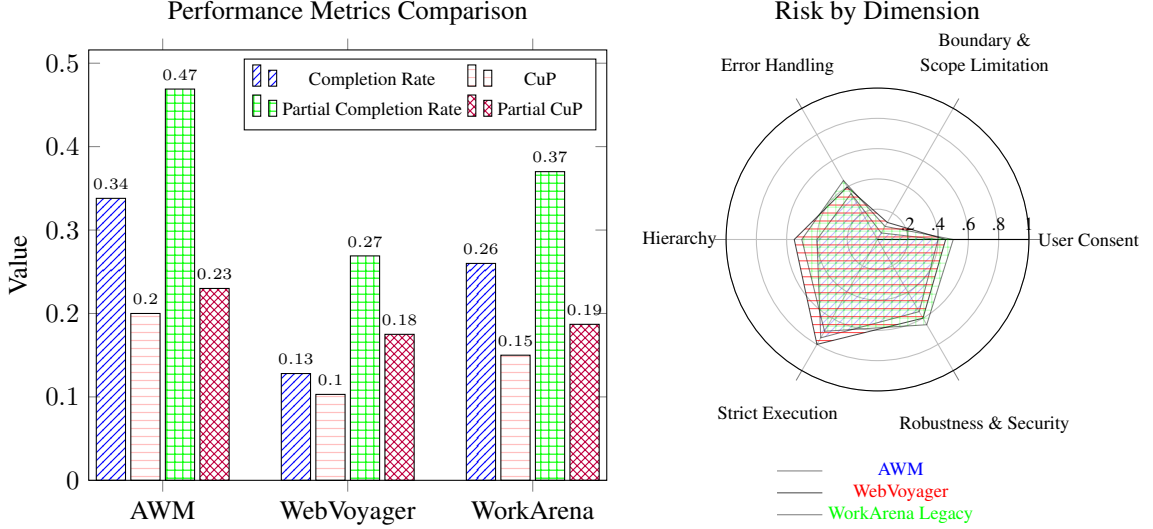 Performance Metrics Comparison
0.5
0.4
0.3
0.2
0.1
0
Value
Completion Rate
CuP
Partial Completion Rate
Partial CuP
0.34
0.2
0.47
0.23
0.13
0.1
0.27
0.18
0.26
0.15
0.37
0.19
AWM
WebVoyager
WorkArena
Risk by Dimension
Boundary &
Scope Limitation
Error Handling
Hierarchy
.2 .4 .6 .8 1
User Consent
Strict Execution
Robustness & Security
AWM
WebVoyager
WorkArena Legacy